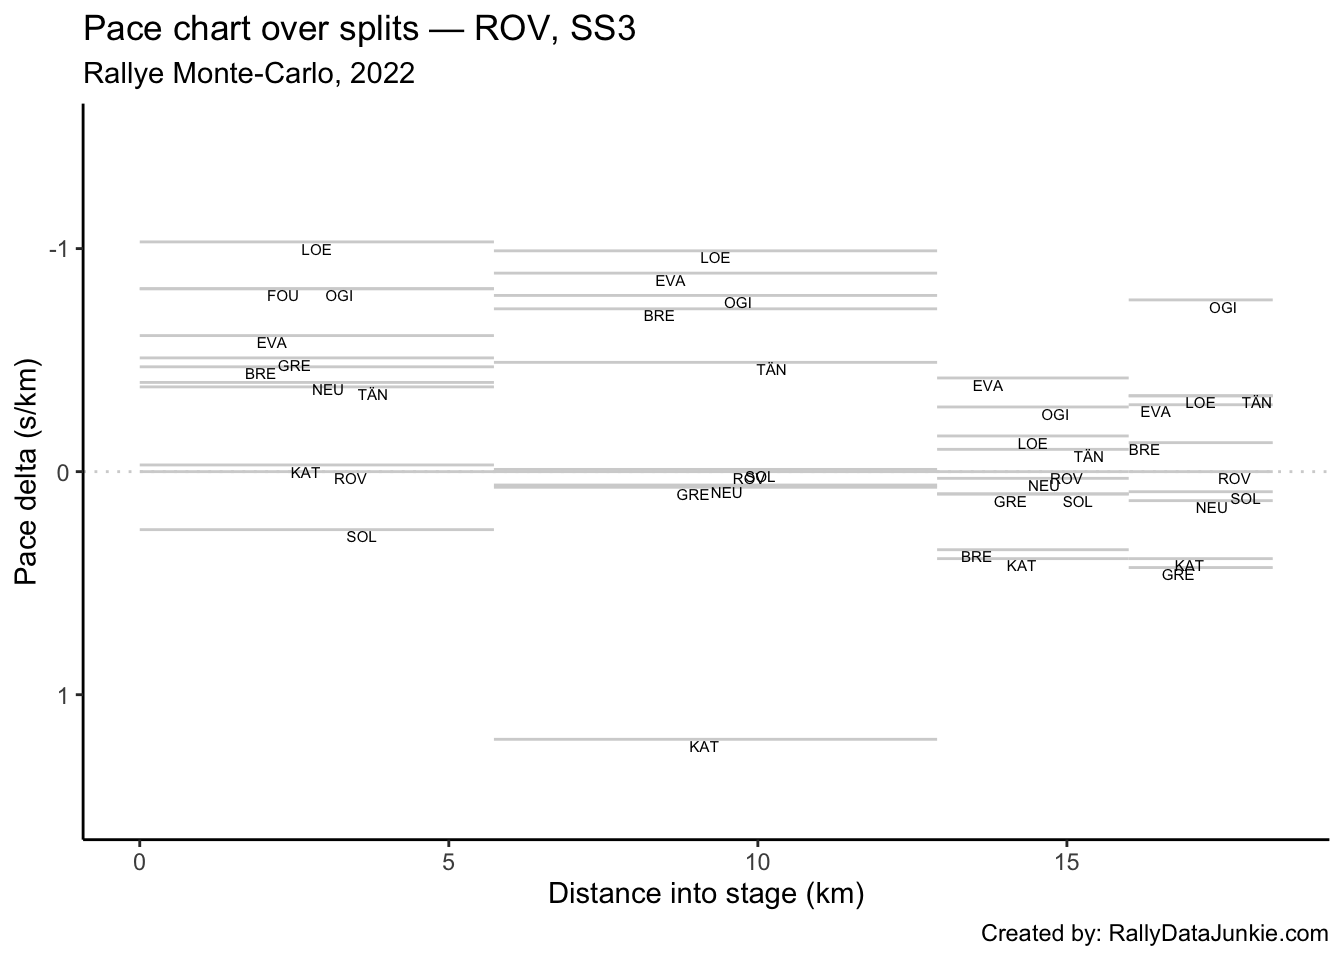 Pace chart over splits — ROV, SS3
Rallye Monte-Carlo, 2022
Pace delta (s/km)
-1
0
1
LOE
FOU OGI
EVA
GRE
BRE
NEU
TÄN
KAT
ROV
SOL
LOE
EVA
OGI
BRE
TÄN
SOL
ROV
NEU
GRE
KAT
EVA
OGI
LOE
TÄN
ROV
NEU
GRE SOL
BRE
KAT
OGI
LOE TÄN
EVA
BRE
ROV
SOL
NEU
KAT
GRE
0 5 10 15
Distance into stage (km)
Created by: RallyDataJunkie.com